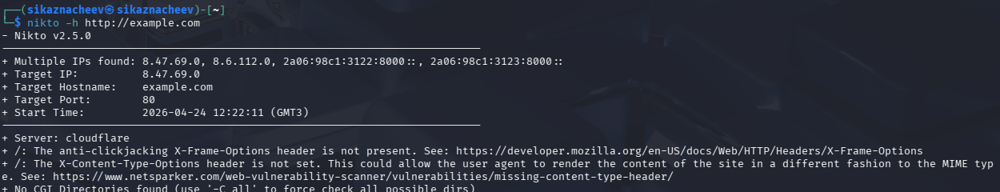 ┌──(sikaznacheev㉿sikaznacheev)-[~]
└─$ nikto -h http://example.com
- Nikto v2.5.0
+ Multiple IPs found: 8.47.69.0, 8.6.112.0, 2a06:98c1:3122:8000::, 2a06:98c1:3123:8000::
+ Target IP: 8.47.69.0
+ Target Hostname: example.com
+ Target Port: 80
+ Start Time: 2026-04-24 12:22:11 (GMT3)
+ Server: cloudflare
+ /: The anti-clickjacking X-Frame-Options header is not present. See: https://developer.mozilla.org/en-US/docs/Web/HTTP/Headers/X-Frame-Options
+ /: The X-Content-Type-Options header is not set. This could allow the user agent to render the content of the site in a different fashion to the MIME typ
e. See: https://www.netsparker.com/web-vulnerability-scanner/vulnerabilities/missing-content-type-header/
+ No CGI Directories found (use '-C all' to force check all possible dirs)